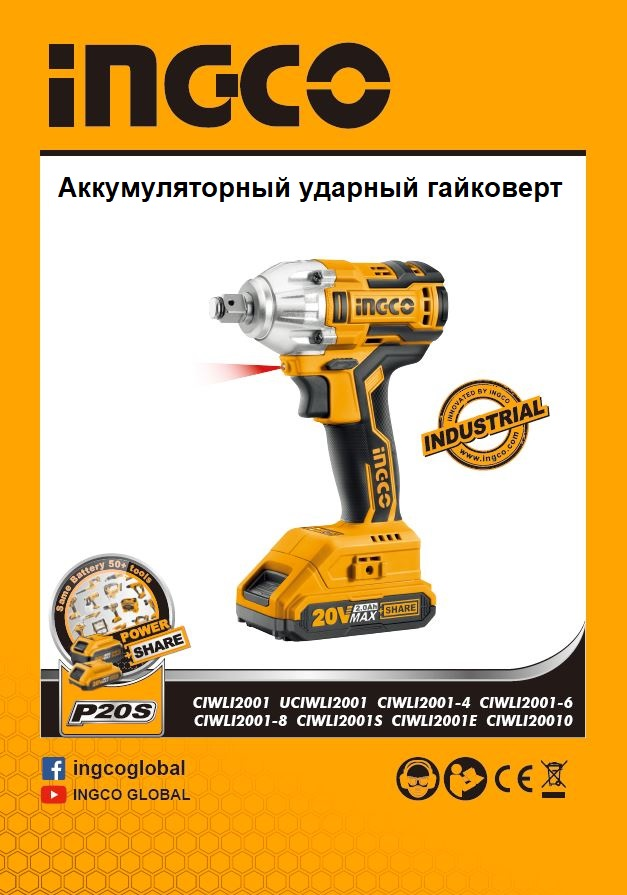 INGCO
Аккумуляторный ударный гайковерт
INGCO
INNOVATED BY INGCO
INDUSTRIAL
www.ingco.com
INGCO
Same Battery 50+ tools
POWER
SHARE
20V MAX 2.0Ah SHARE
P20S
CIWLI2001 UCIWLI2001 CIWLI2001-4 CIWLI2001-6
CIWLI2001-8 CIWLI2001S CIWLI2001E CIWLI20010
ingcoglobal
INGCO GLOBAL
CE